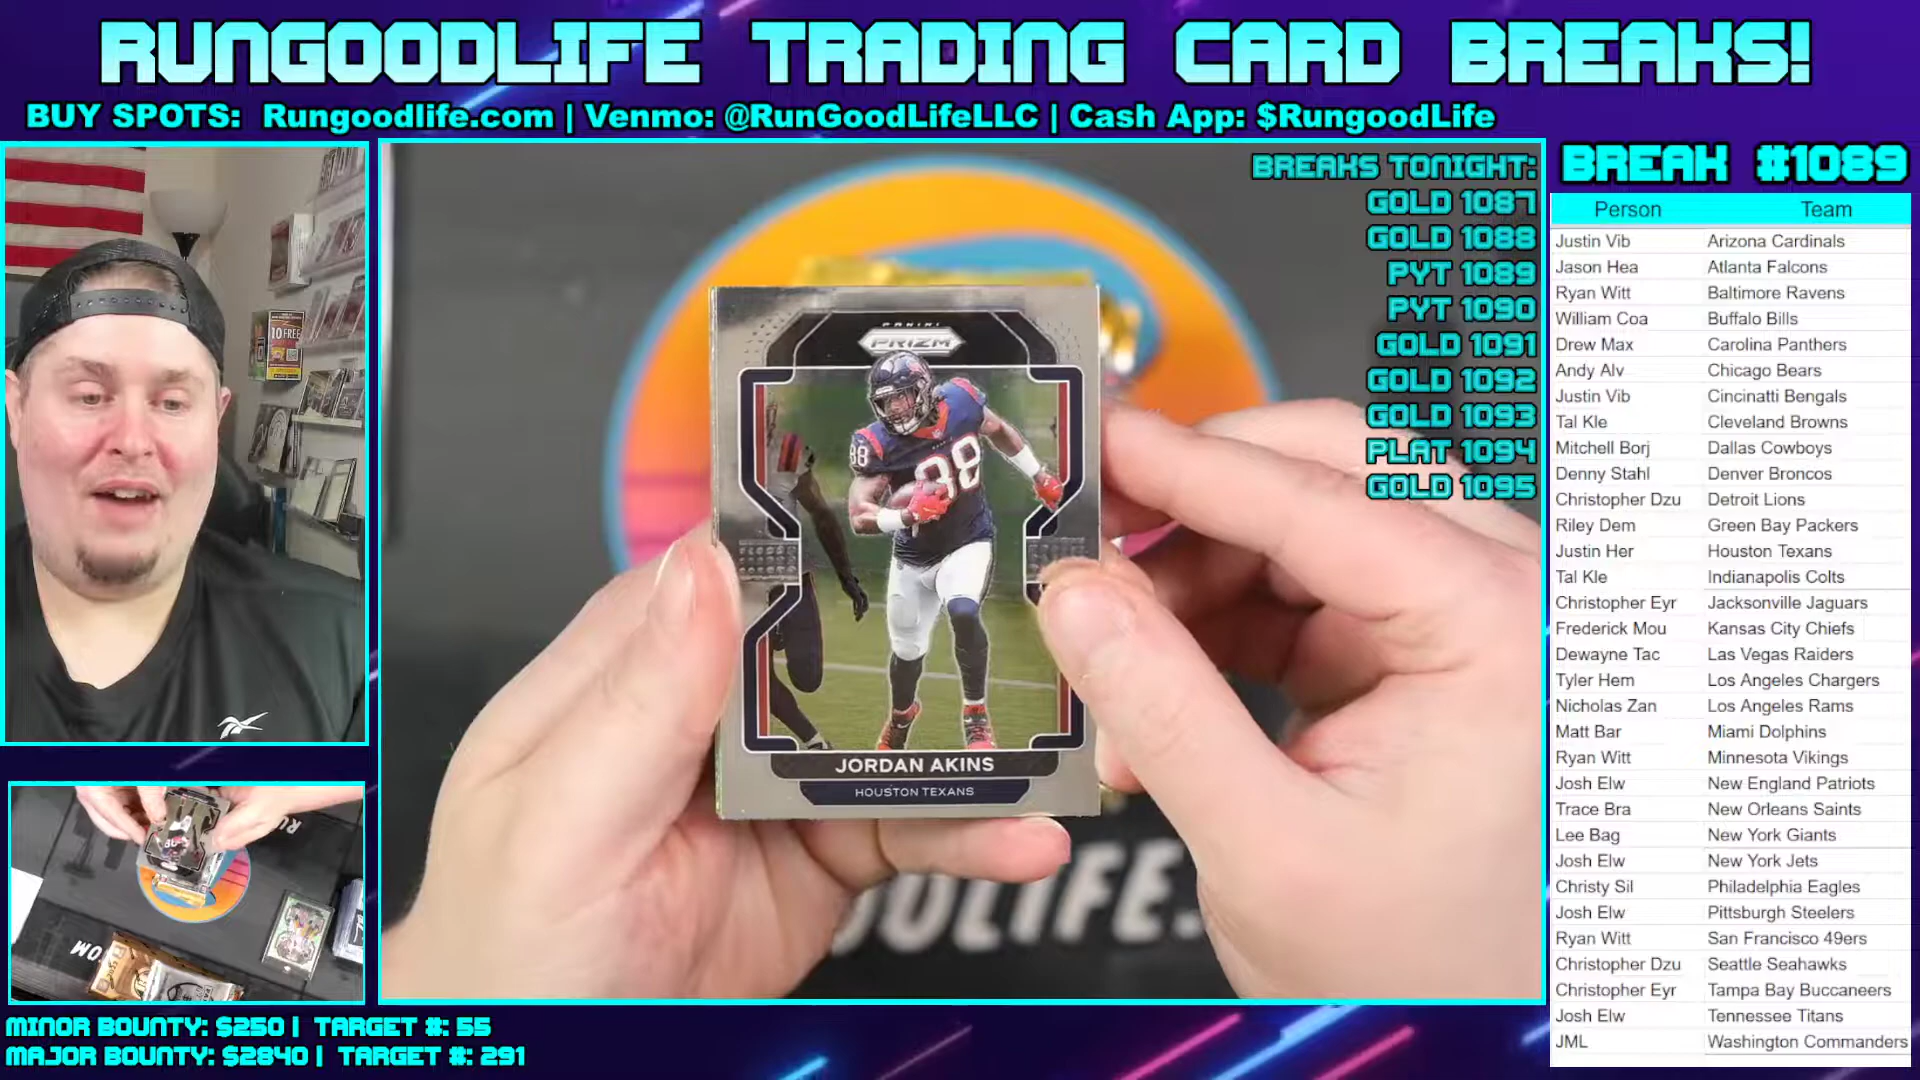 RUNGOODLIFE TRADING CARD BREAKS!
BUY SPOTS: Rungoodlife.com | Venmo: @RunGoodLifeLLC | Cash App: $RungoodLife
BREAKS TONIGHT:
GOLD 1087
GOLD 1088
PYT 1089
PYT 1090
GOLD 1091
GOLD 1092
GOLD 1093
PLAT 1094
GOLD 1095
BREAK #1089
Person Team
Justin Vib Arizona Cardinals
Jason Hea Atlanta Falcons
Ryan Witt Baltimore Ravens
William Coa Buffalo Bills
Drew Max Carolina Panthers
Andy Alv Chicago Bears
Justin Vib Cincinatti Bengals
Tal Kle Cleveland Browns
Mitchell Borj Dallas Cowboys
Denny Stahl Denver Broncos
Christopher Dzu Detroit Lions
Riley Dem Green Bay Packers
Justin Her Houston Texans
Tal Kle Indianapolis Colts
Christopher Eyr Jacksonville Jaguars
Frederick Mou Kansas City Chiefs
Dewayne Tac Las Vegas Raiders
Tyler Hem Los Angeles Chargers
Nicholas Zan Los Angeles Rams
Matt Bar Miami Dolphins
Ryan Witt Minnesota Vikings
Josh Elw New England Patriots
Trace Bra New Orleans Saints
Lee Bag New York Giants
Josh Elw New York Jets
Christy Sil Philadelphia Eagles
Josh Elw Pittsburgh Steelers
Ryan Witt San Francisco 49ers
Christopher Dzu Seattle Seahawks
Christopher Eyr Tampa Bay Buccaneers
Josh Elw Tennessee Titans
JML Washington Commanders
PANINI
PRIZM
88
88
JORDAN AKINS
HOUSTON TEXANS
OODLIFE.
10 FREE
MINOR BOUNTY: $250 | TARGET #: 55
MAJOR BOUNTY: $2840 | TARGET #: 291